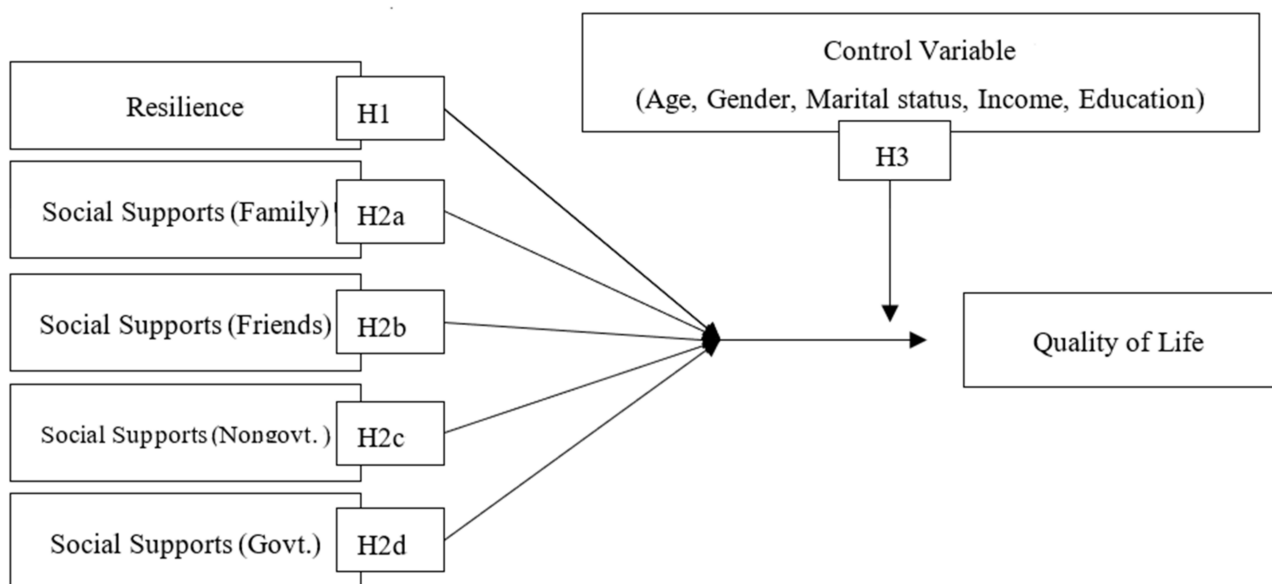 Resilience
H1
Social Supports (Family)
H2a
Social Supports (Friends)
H2b
Social Supports (Nongovt.)
H2c
Social Supports (Govt.)
H2d
Control Variable
(Age, Gender, Marital status, Income, Education)
H3
Quality of Life